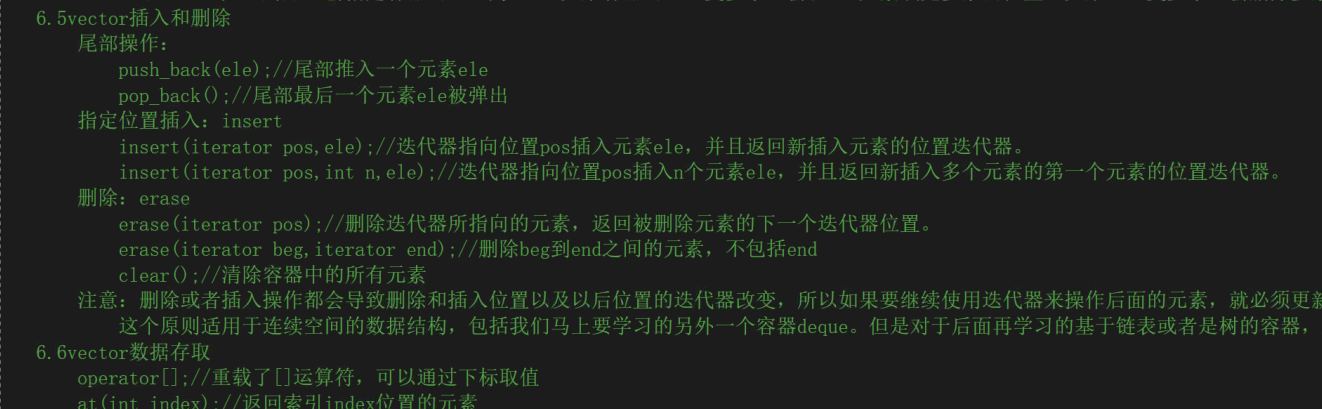 6.5vector插入和删除
尾部操作:
push_back(ele);//尾部推入一个元素ele
pop_back();//尾部最后一个元素ele被弹出
指定位置插入: insert
insert(iterator pos,ele);//迭代器指向位置pos插入元素ele，并且返回新插入元素的位置迭代器。
insert(iterator pos,int n,ele);//迭代器指向位置pos插入n个元素ele，并且返回新插入多个元素的第一个元素的位置迭代器。
删除: erase
erase(iterator pos);//删除迭代器所指向的元素，返回被删除元素的下一个迭代器位置。
erase(iterator beg,iterator end);//删除beg到end之间的元素，不包括end
clear();//清除容器中的所有元素
注意: 删除或者插入操作都会导致删除和插入位置以及以后位置的迭代器改变，所以如果要继续使用迭代器来操作后面的元素，就必须更新
这个原则适用于连续空间的数据结构，包括我们马上要学习的另外一个容器deque。但是对于后面再学习的基于链表或者是树的容器，
6.6vector数据存取
operator[];//重载了[]运算符，可以通过下标取值
at(int index);//返回索引index位置的元素